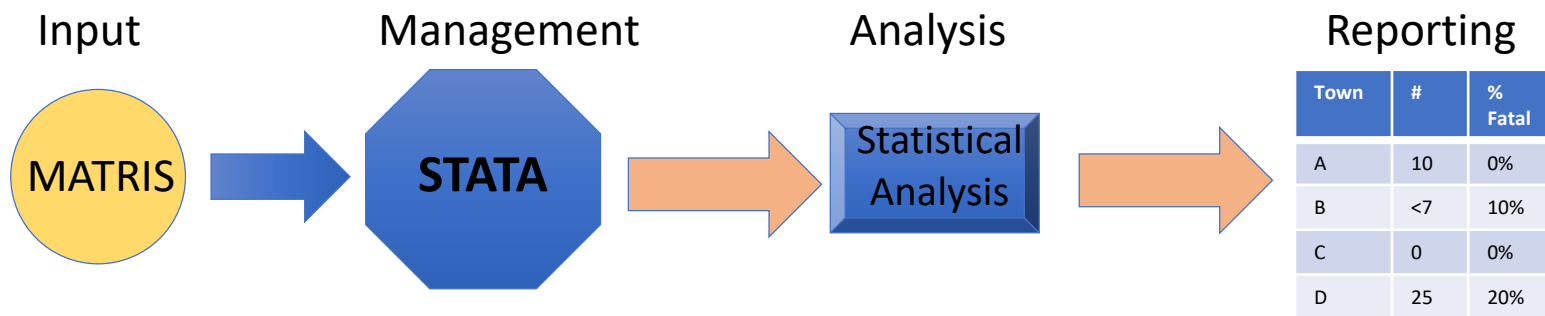 Input
Management
Analysis
Reporting
MATRIS
STATA
Statistical
Analysis
Town # %
Fatal
A 10 0%
B <7 10%
C 0 0%
D 25 20%